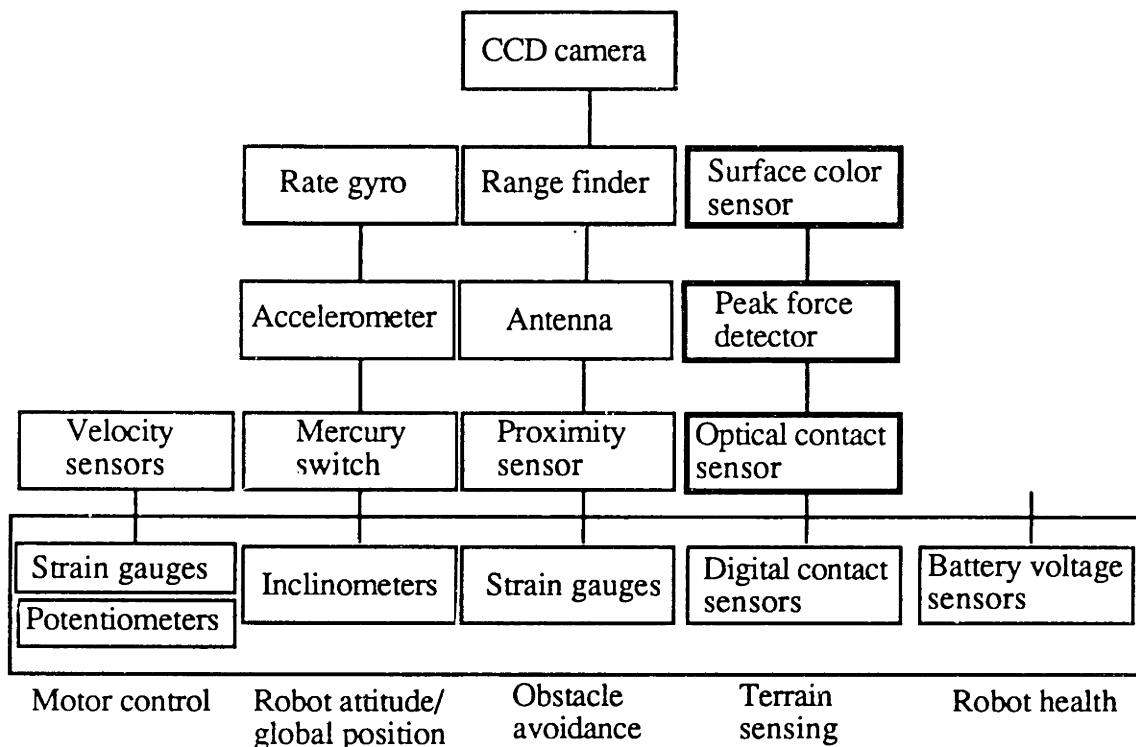 CCD camera
Rate gyro
Range finder
Surface color
sensor
Accelerometer
Antenna
Peak force
detector
Velocity
sensors
Mercury
switch
Proximity
sensor
Optical contact
sensor
Strain gauges
Potentiometers
Inclinometers
Strain gauges
Digital contact
sensors
Battery voltage
sensors
Motor control
Robot attitude/
global position
Obstacle
avoidance
Terrain
sensing
Robot health